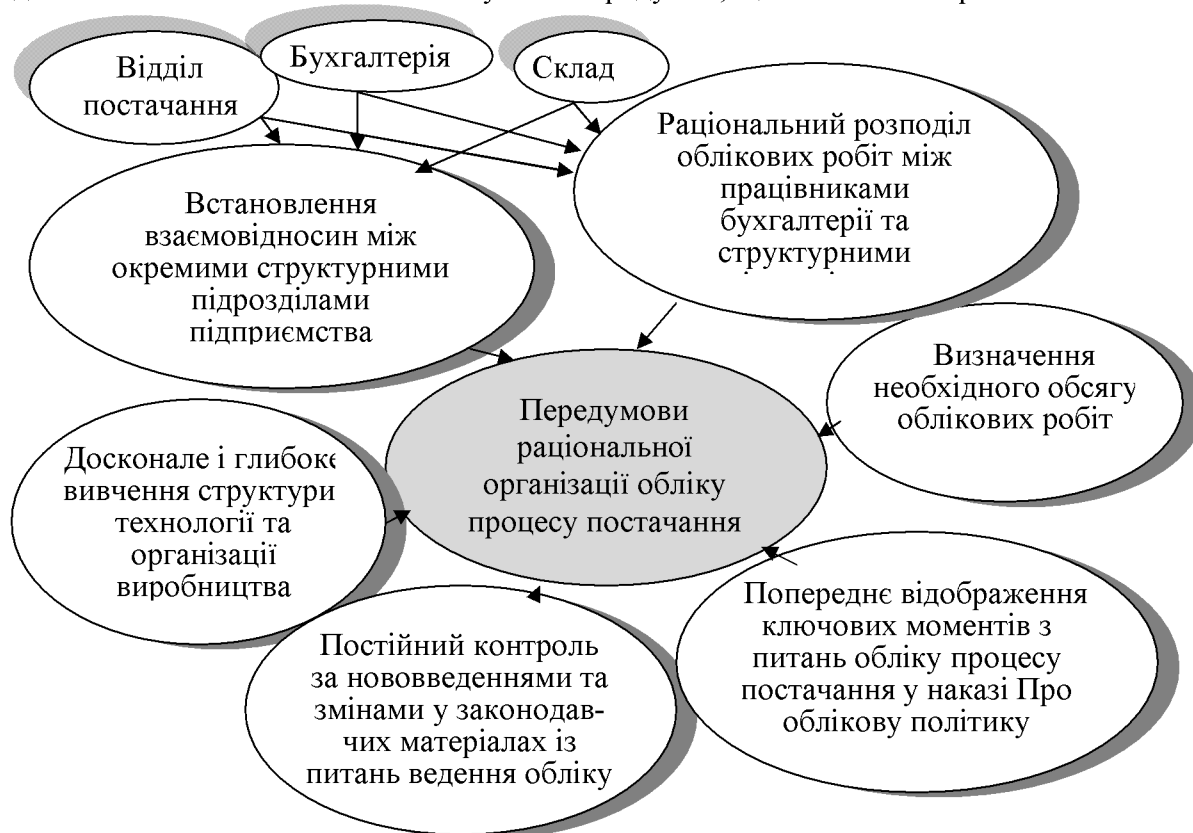 Відділ
постачання
Бухгалтерія
Склад
Раціональний розподіл
облікових робіт між
працівниками
бухгалтерії та
структурними
Встановлення
взаємовідносин між
окремими структурними
підрозділами
підприємства
Визначення
необхідного обсягу
облікових робіт
Передумови
раціональної
організації обліку
процесу постачання
Досконале і глибоке
вивчення структури
технології та
організації
виробництва
Попереднє відображення
ключових моментів з
питань обліку процесу
постачання у наказі Про
облікову політику
Постійний контроль
за нововведеннями та
змінами у законодав-
чих матеріалах із
питань ведення обліку